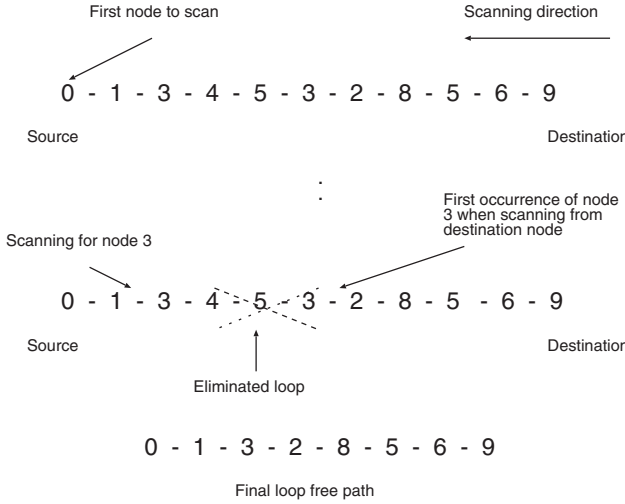 First node to scan
Scanning direction
0 - 1 - 3 - 4 - 5 - 3 - 2 - 8 - 5 - 6 - 9
Source
Destination
:
First occurrence of node
3 when scanning from
destination node
Scanning for node 3
0 - 1 - 3 - 4 - 5 - 3 - 2 - 8 - 5 - 6 - 9
Source
Destination
Eliminated loop
0 - 1 - 3 - 2 - 8 - 5 - 6 - 9
Final loop free path